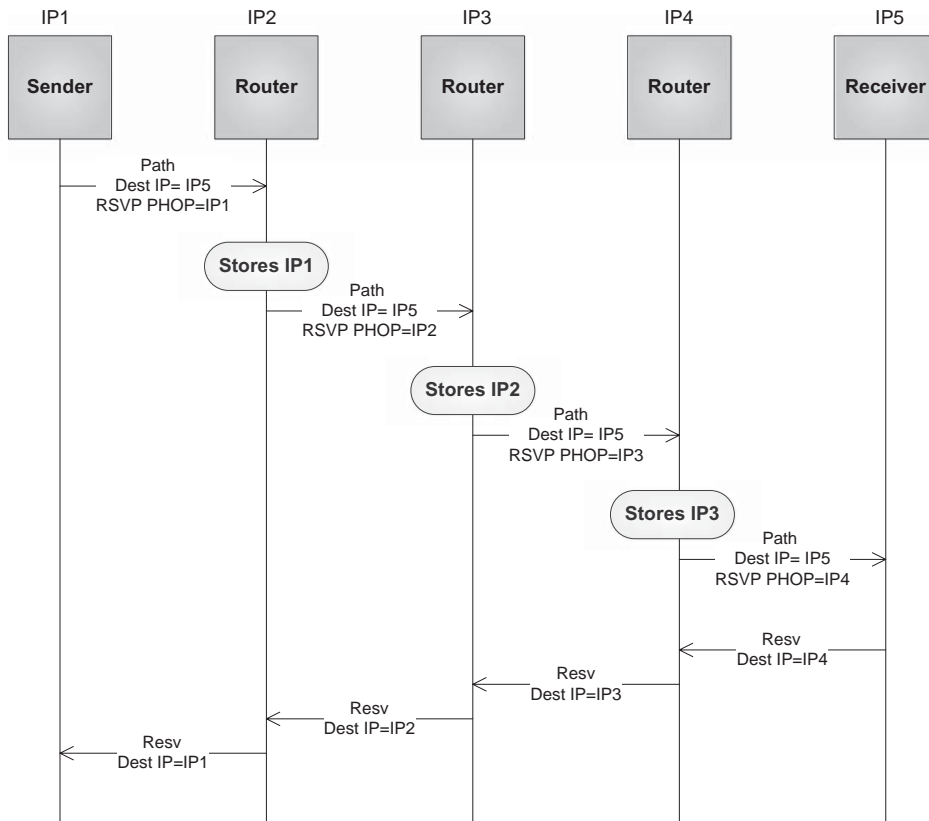 IP1
IP2
IP3
IP4
IP5
Sender
Router
Router
Router
Receiver
Path
Dest IP= IP5
RSVP PHOP=IP1
Stores IP1
Path
Dest IP= IP5
RSVP PHOP=IP2
Stores IP2
Path
Dest IP= IP5
RSVP PHOP=IP3
Stores IP3
Path
Dest IP= IP5
RSVP PHOP=IP4
Resv
Dest IP=IP4
Resv
Dest IP=IP3
Resv
Dest IP=IP2
Resv
Dest IP=IP1